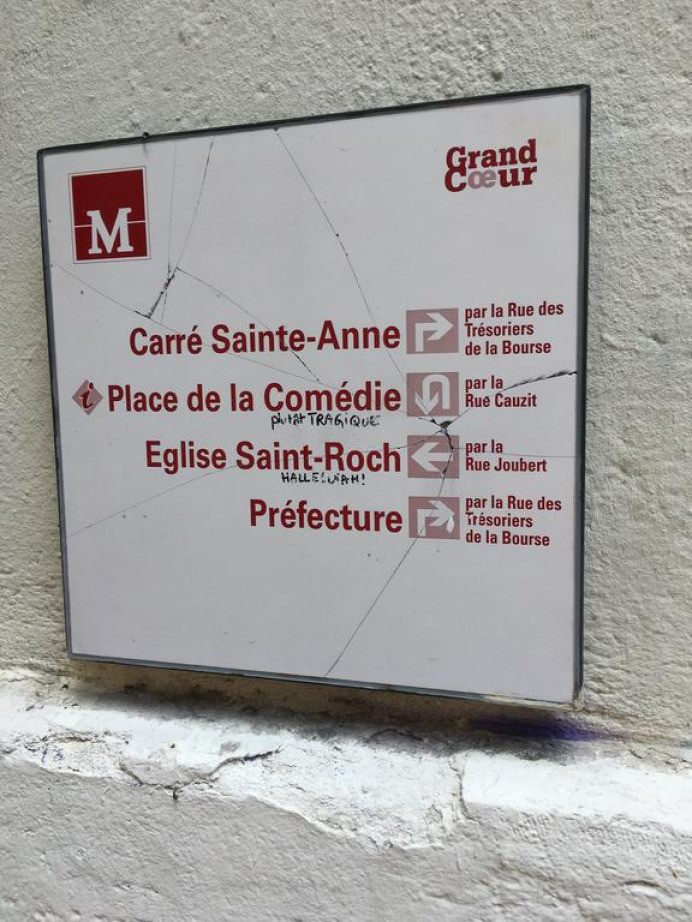 M
Grand
Cœur
Carré Sainte-Anne
par la Rue des
Trésoriers
de la Bourse
i Place de la Comédie
par la
Rue Cauzit
plutôt TRAGIQUE
Eglise Saint-Roch
par la
Rue Joubert
HALLELUIAH!
Préfecture
par la Rue des
Trésoriers
de la Bourse